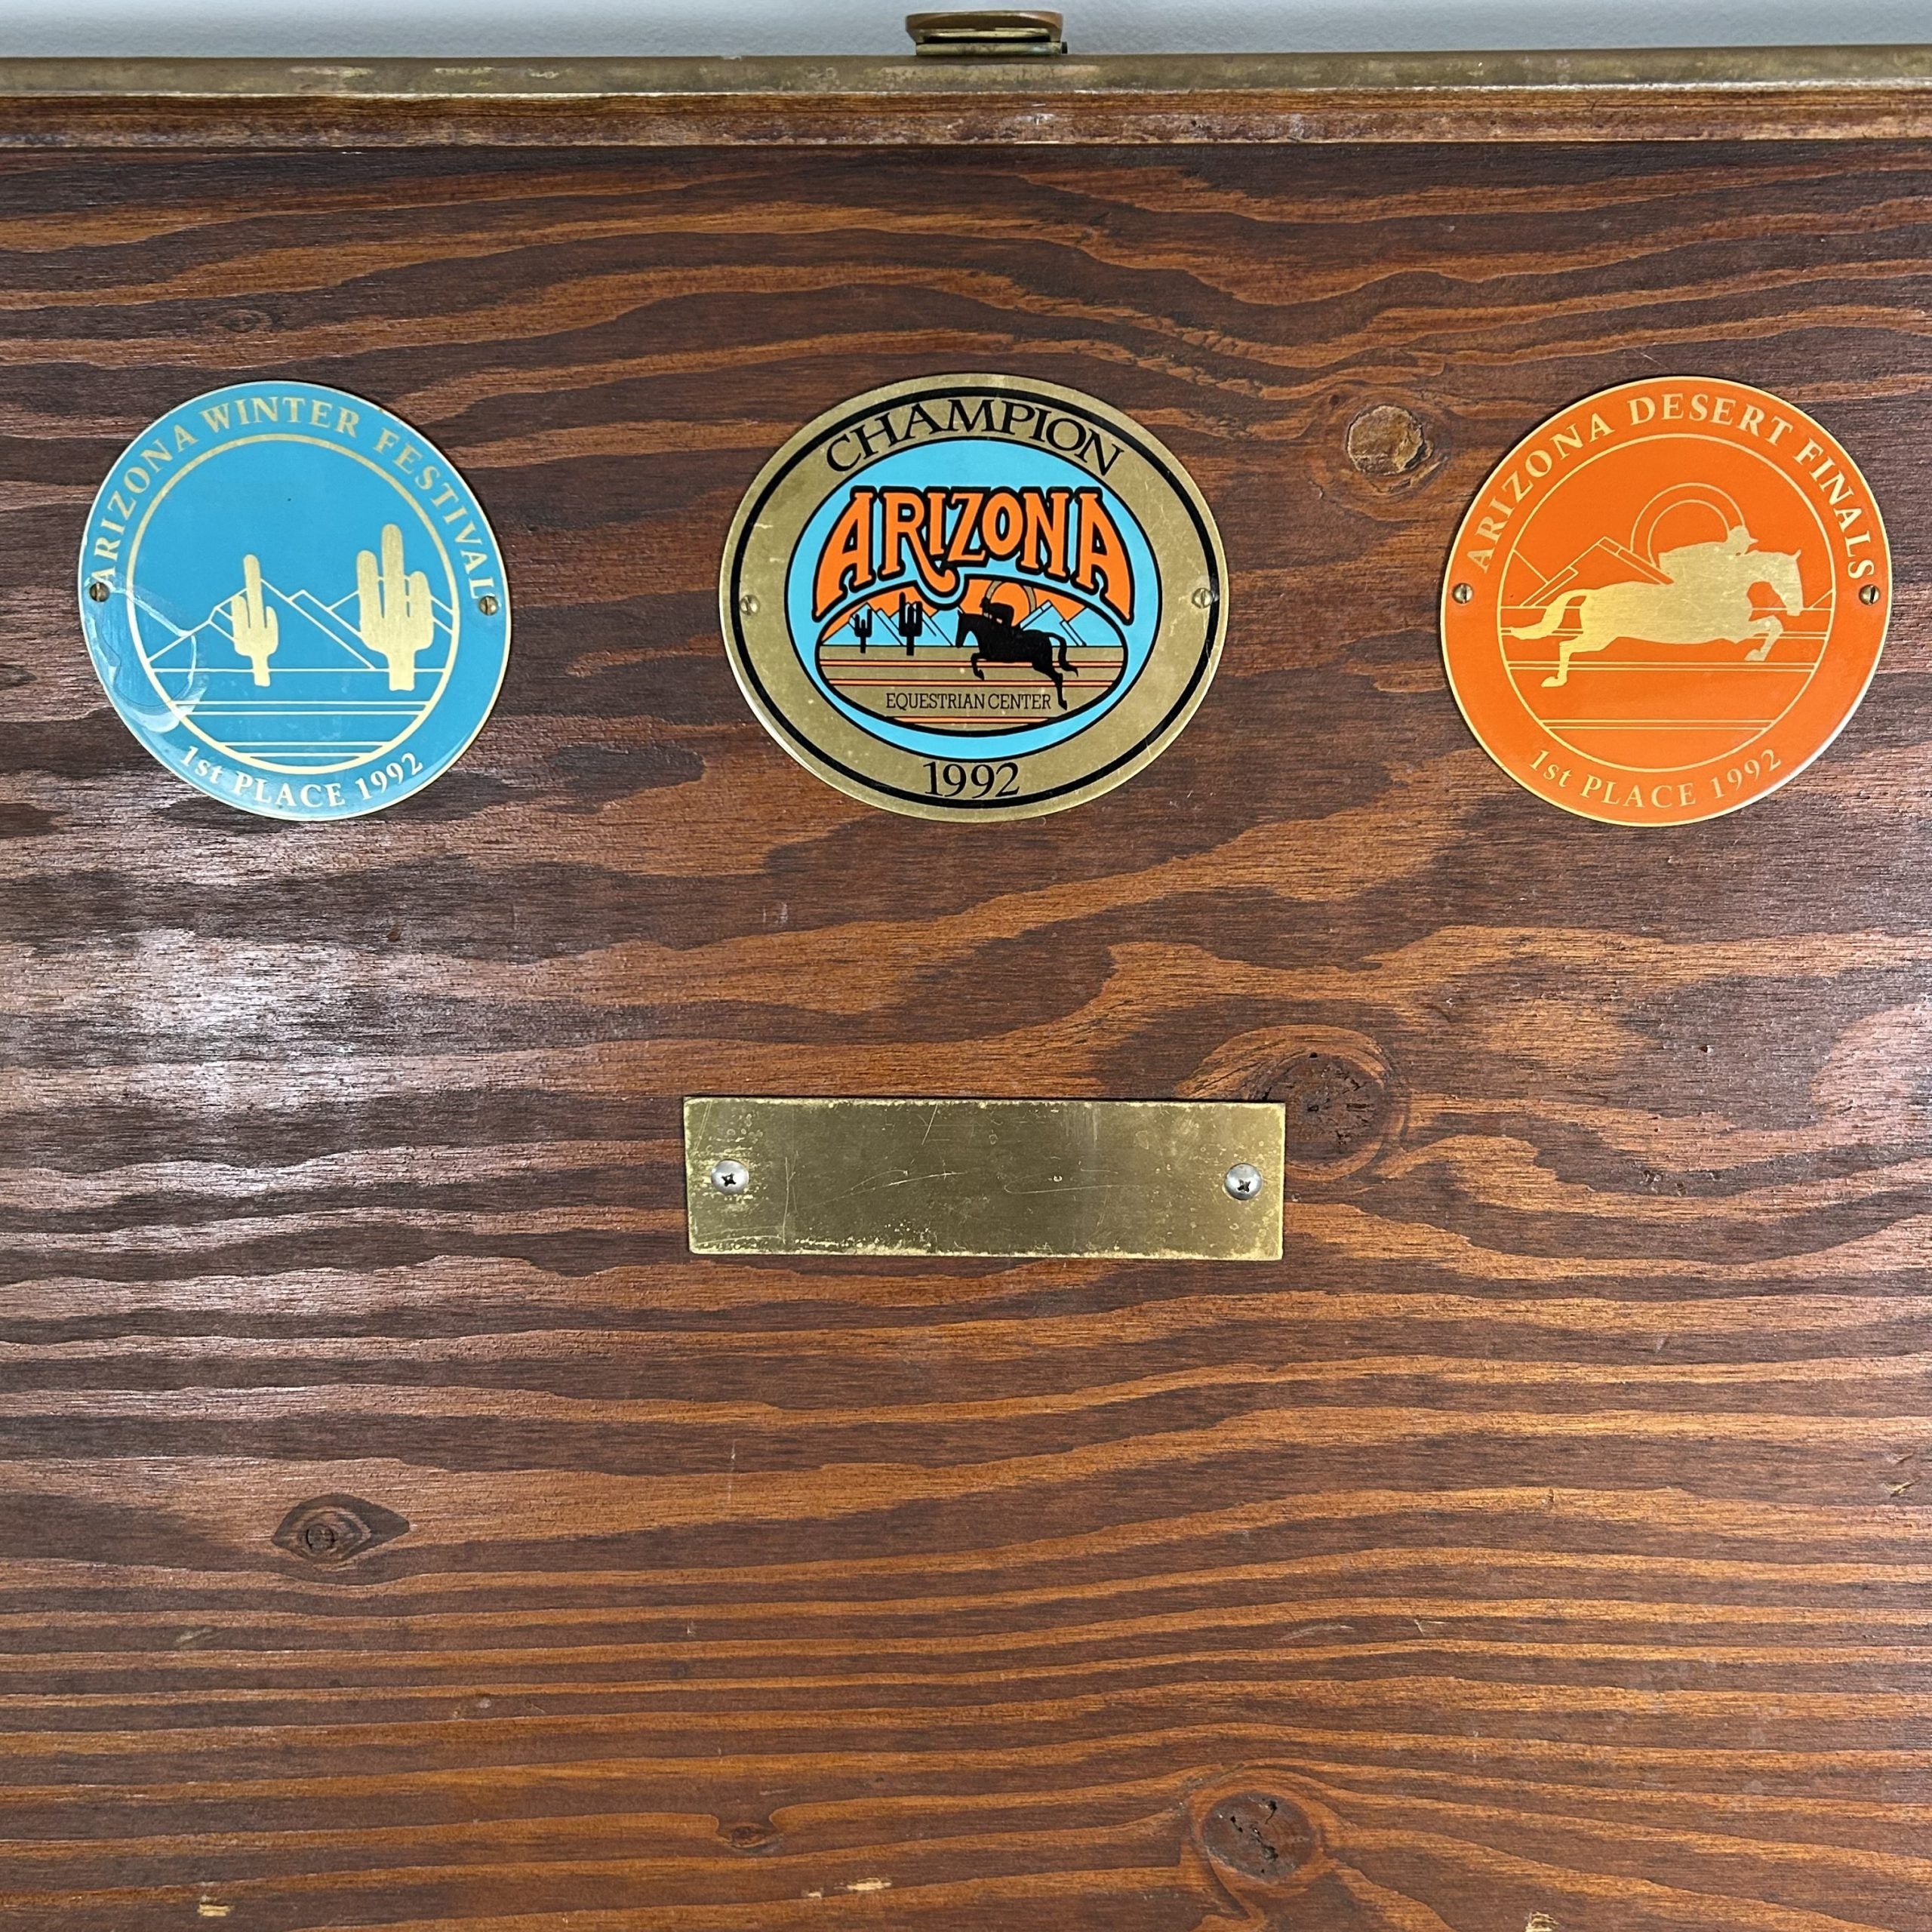 ARIZONA WINTER FESTIVAL
1st PLACE 1992
CHAMPION
ARIZONA
EQUESTRIAN CENTER
1992
ARIZONA DESERT FINALS
1st PLACE 1992